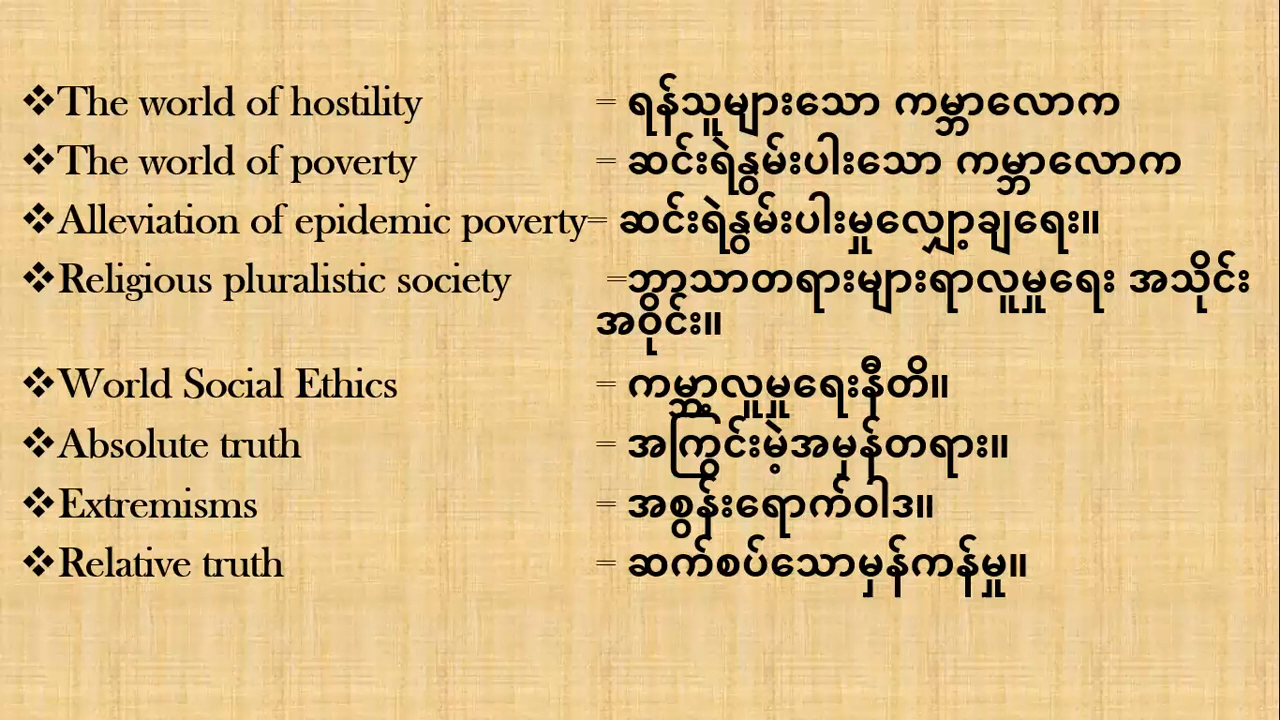 ❖The world of hostility = ရန်သူများသော ကမ္ဘာလောက
❖The world of poverty = ဆင်းရဲနွမ်းပါးသော ကမ္ဘာလောက
❖Alleviation of epidemic poverty= ဆင်းရဲနွမ်းပါးမှုလျှော့ချရေး။
❖Religious pluralistic society =ဘာသာတရားများရာလူမှုရေး အသိုင်း
အဝိုင်း။
❖World Social Ethics = ကမ္ဘာ့လူမှုရေးနီတိ။
❖Absolute truth = အကြွင်းမဲ့အမှန်တရား။
❖Extremisms = အစွန်းရောက်ဝါဒ။
❖Relative truth = ဆက်စပ်သောမှန်ကန်မှု။